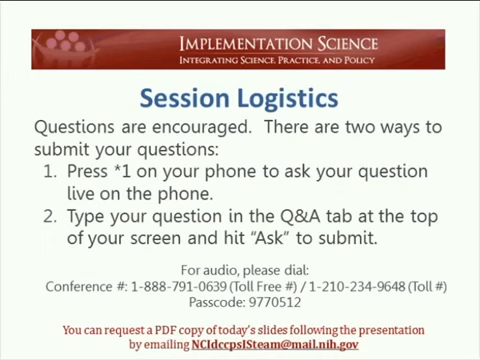 IMPLEMENTATION SCIENCE
INTEGRATING SCIENCE, PRACTICE, AND POLICY
Session Logistics
Questions are encouraged.  There are two ways to
submit your questions:
1. Press *1 on your phone to ask your question
live on the phone.
2. Type your question in the Q&A tab at the top
of your screen and hit “Ask” to submit.
For audio, please dial:
Conference #: 1-888-791-0639 (Toll Free #) / 1-210-234-9648 (Toll #)
Passcode: 9770512
You can request a PDF copy of today's slides following the presentation
by emailing NCIdccpsISteam@mail.nih.gov